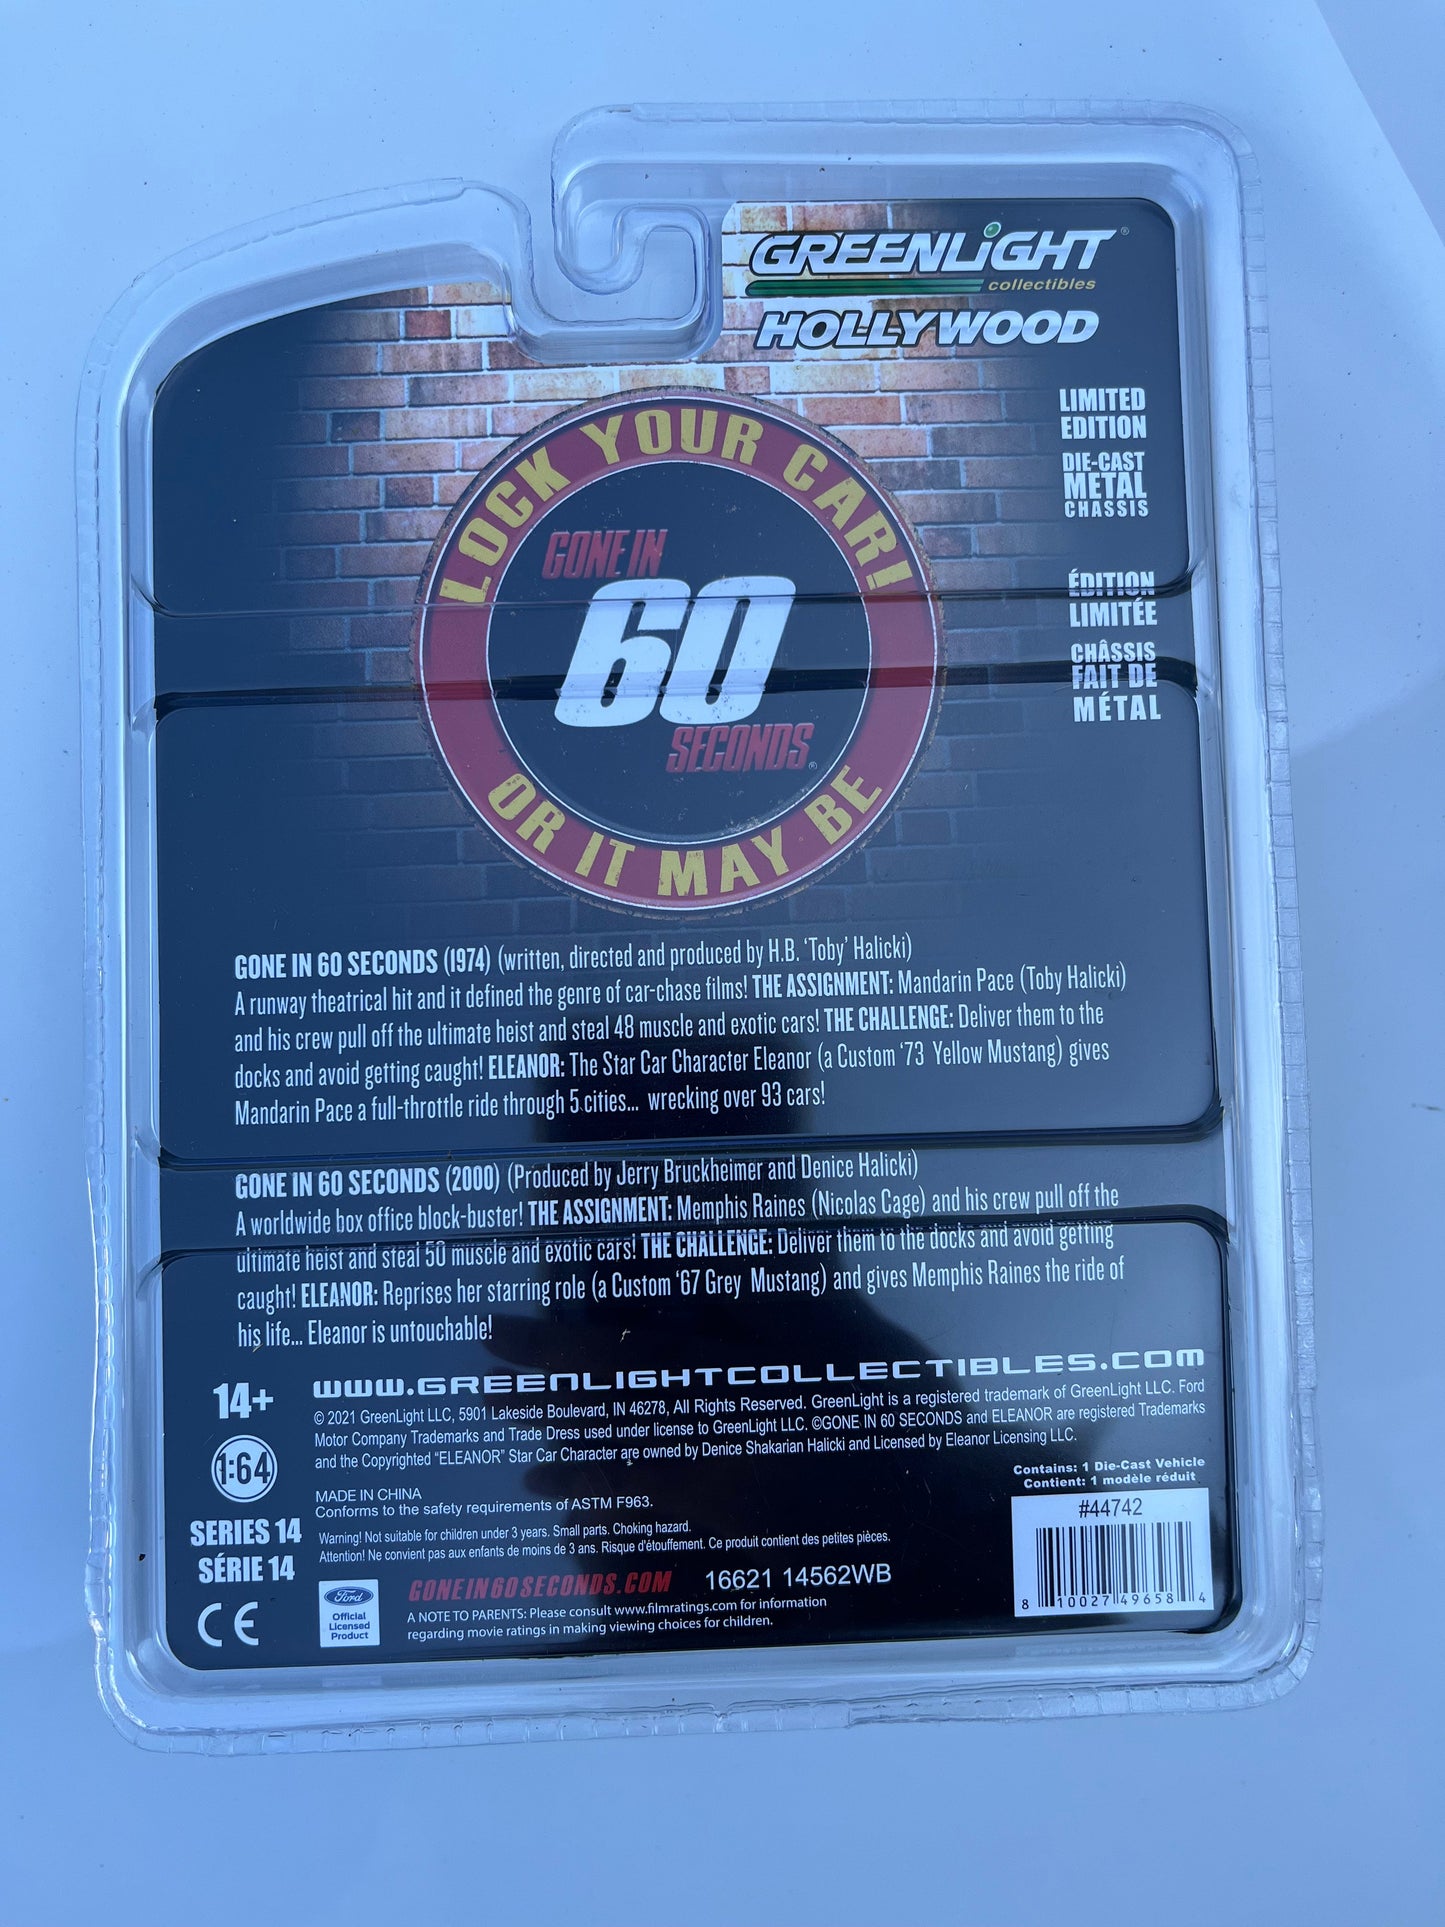 GREENLiGHT®
collectibles
HOLLYWOOD
LIMITED
EDITION
DIE-CAST
METAL
CHASSIS
ÉDITION
LIMITÉE
CHÂSSIS
FAIT DE
MÉTAL
LOCK YOUR CAR!
GONE IN
60
SECONDS®
OR IT MAY BE
GONE IN 60 SECONDS (1974) (written, directed and produced by H.B. ‘Toby’ Halicki)
A runway theatrical hit and it defined the genre of car-chase films! THE ASSIGNMENT: Mandarin Pace (Toby Halicki)
and his crew pull off the ultimate heist and steal 48 muscle and exotic cars! THE CHALLENGE: Deliver them to the
docks and avoid getting caught! ELEANOR: The Star Car Character Eleanor (a Custom ‘73 Yellow Mustang) gives
Mandarin Pace a full-throttle ride through 5 cities... wrecking over 93 cars!
GONE IN 60 SECONDS (2000) (Produced by Jerry Bruckheimer and Denice Halicki)
A worldwide box office block-buster! THE ASSIGNMENT: Memphis Raines (Nicolas Cage) and his crew pull off the
ultimate heist and steal 50 muscle and exotic cars! THE CHALLENGE: Deliver them to the docks and avoid getting
caught! ELEANOR: Reprises her starring role (a Custom ‘67 Grey Mustang) and gives Memphis Raines the ride of
his life... Eleanor is untouchable!
14+
1:64
SERIES 14
SÉRIE 14
CE
WWW.GREENLIGHTCOLLECTIBLES.COM
© 2021 GreenLight LLC, 5901 Lakeside Boulevard, IN 46278, All Rights Reserved. GreenLight is a registered trademark of GreenLight LLC. Ford
Motor Company Trademarks and Trade Dress used under license to GreenLight LLC. ©GONE IN 60 SECONDS and ELEANOR are registered Trademarks
and the Copyrighted “ELEANOR” Star Car Character are owned by Denice Shakarian Halicki and Licensed by Eleanor Licensing LLC.
MADE IN CHINA
Conforms to the safety requirements of ASTM F963.
Warning! Not suitable for children under 3 years. Small parts. Choking hazard.
Attention! Ne convient pas aux enfants de moins de 3 ans. Risque d'étouffement. Ce produit contient des petites pièces.
Ford
Official
Licensed
Product
GONEIN60SECONDS.COM
16621 14562WB
A NOTE TO PARENTS: Please consult www.filmratings.com for information
regarding movie ratings in making viewing choices for children.
Contains: 1 Die-Cast Vehicle
Contient: 1 modèle réduit
#44742
8 10027 49658 4